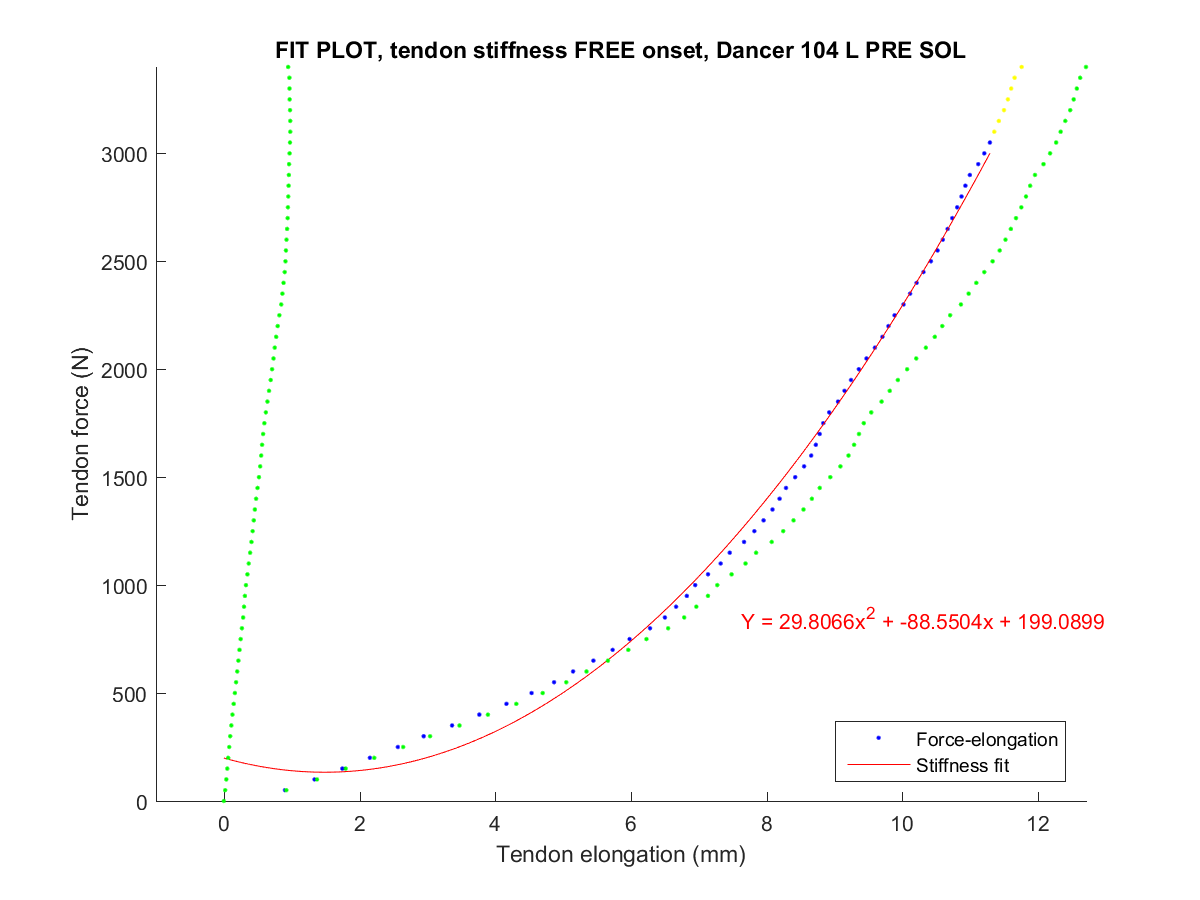 FIT PLOT, tendon stiffness FREE onset, Dancer 104 L PRE SOL
Tendon force (N)
3000
2500
2000
1500
1000
500
0
Y = 29.8066x² + -88.5504x + 199.0899
Force-elongation
Stiffness fit
0 2 4 6 8 10 12
Tendon elongation (mm)